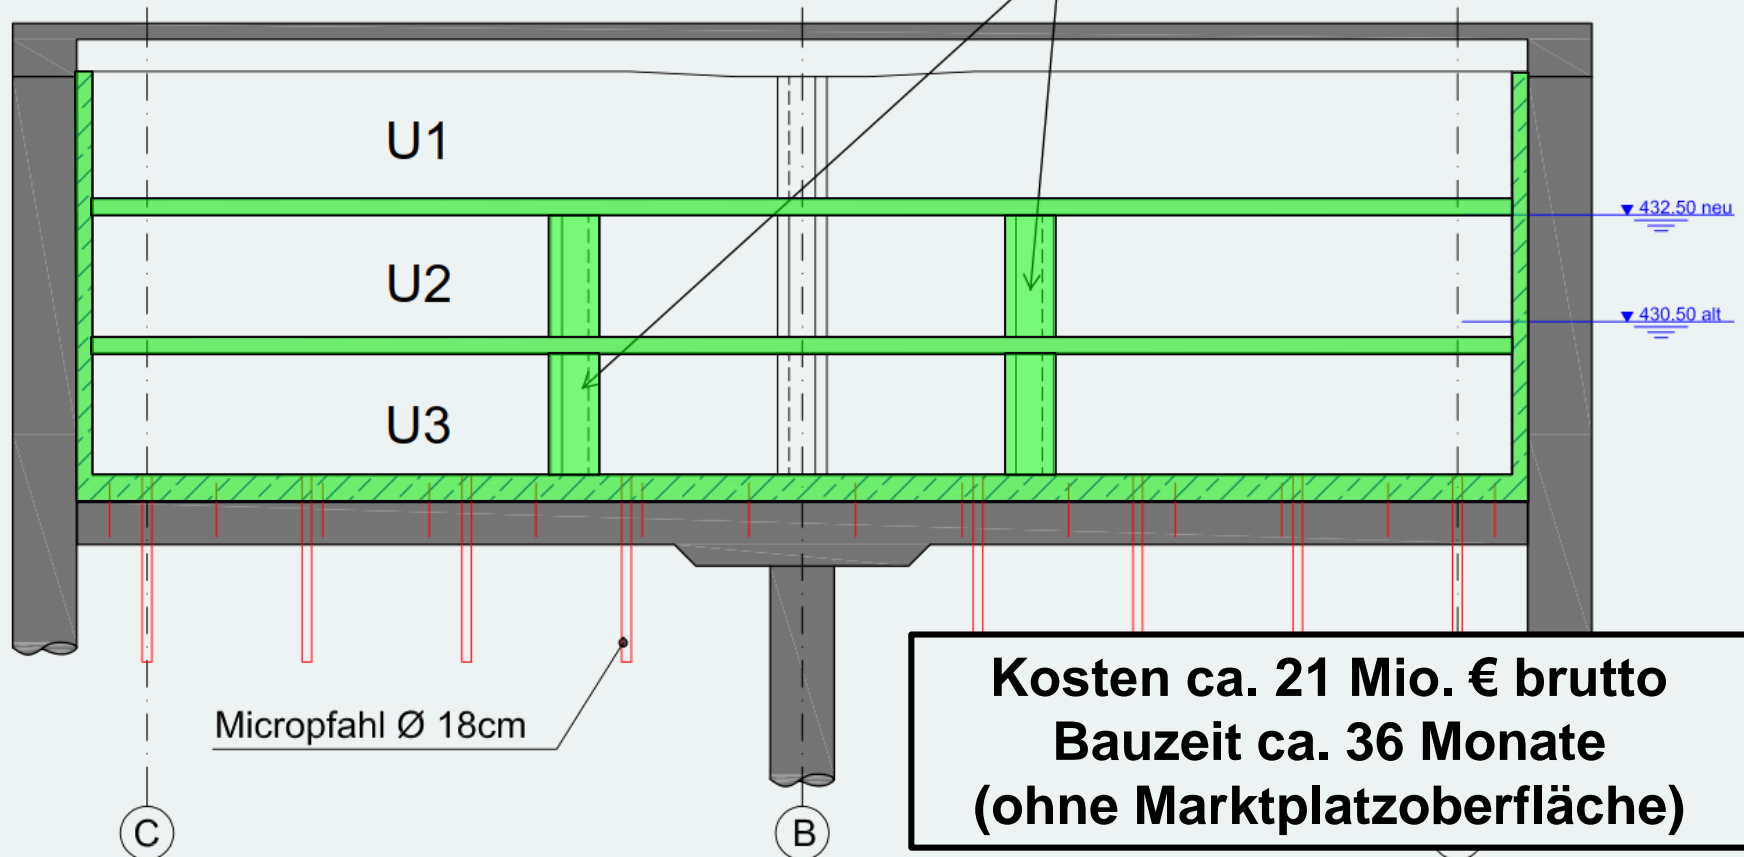 U1
432.50 neu
U2
430.50 alt
U3
Micropfahl Ø 18cm
Kosten ca. 21 Mio. € brutto
Bauzeit ca. 36 Monate
(ohne Marktplatzoberfläche)
C
B